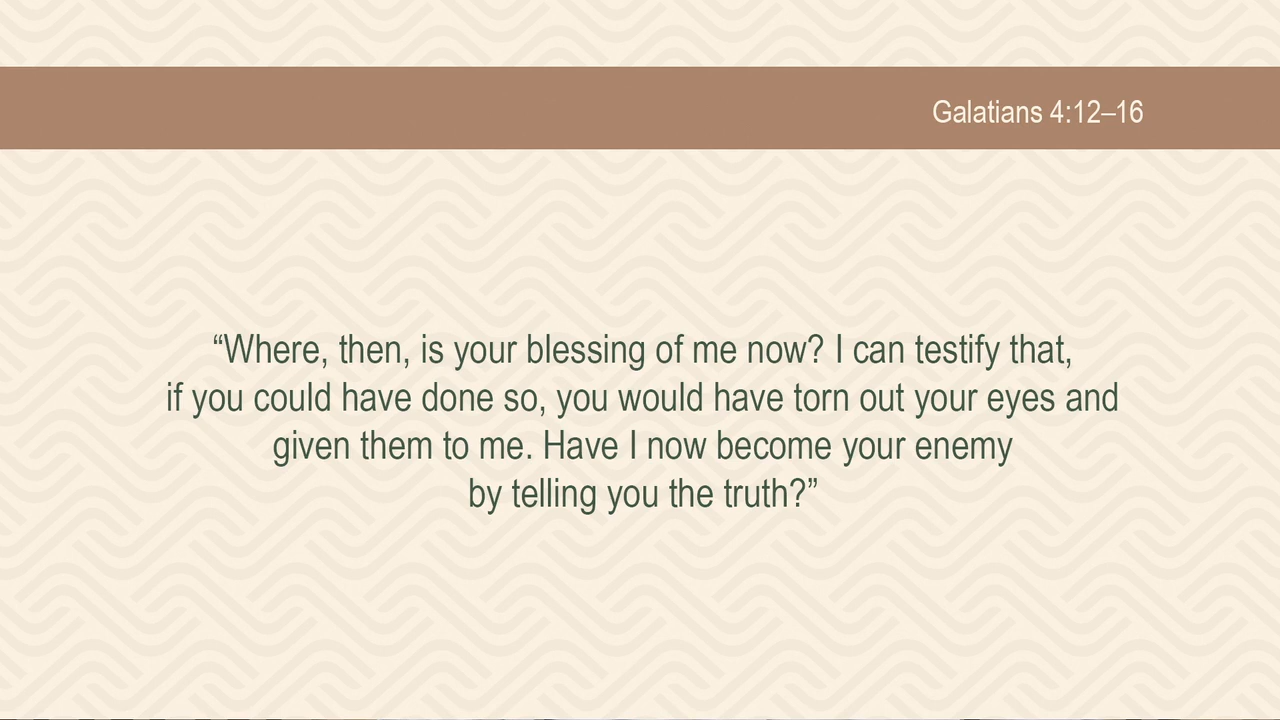 Galatians 4:12–16
“Where, then, is your blessing of me now? I can testify that,
if you could have done so, you would have torn out your eyes and
given them to me. Have I now become your enemy
by telling you the truth?”